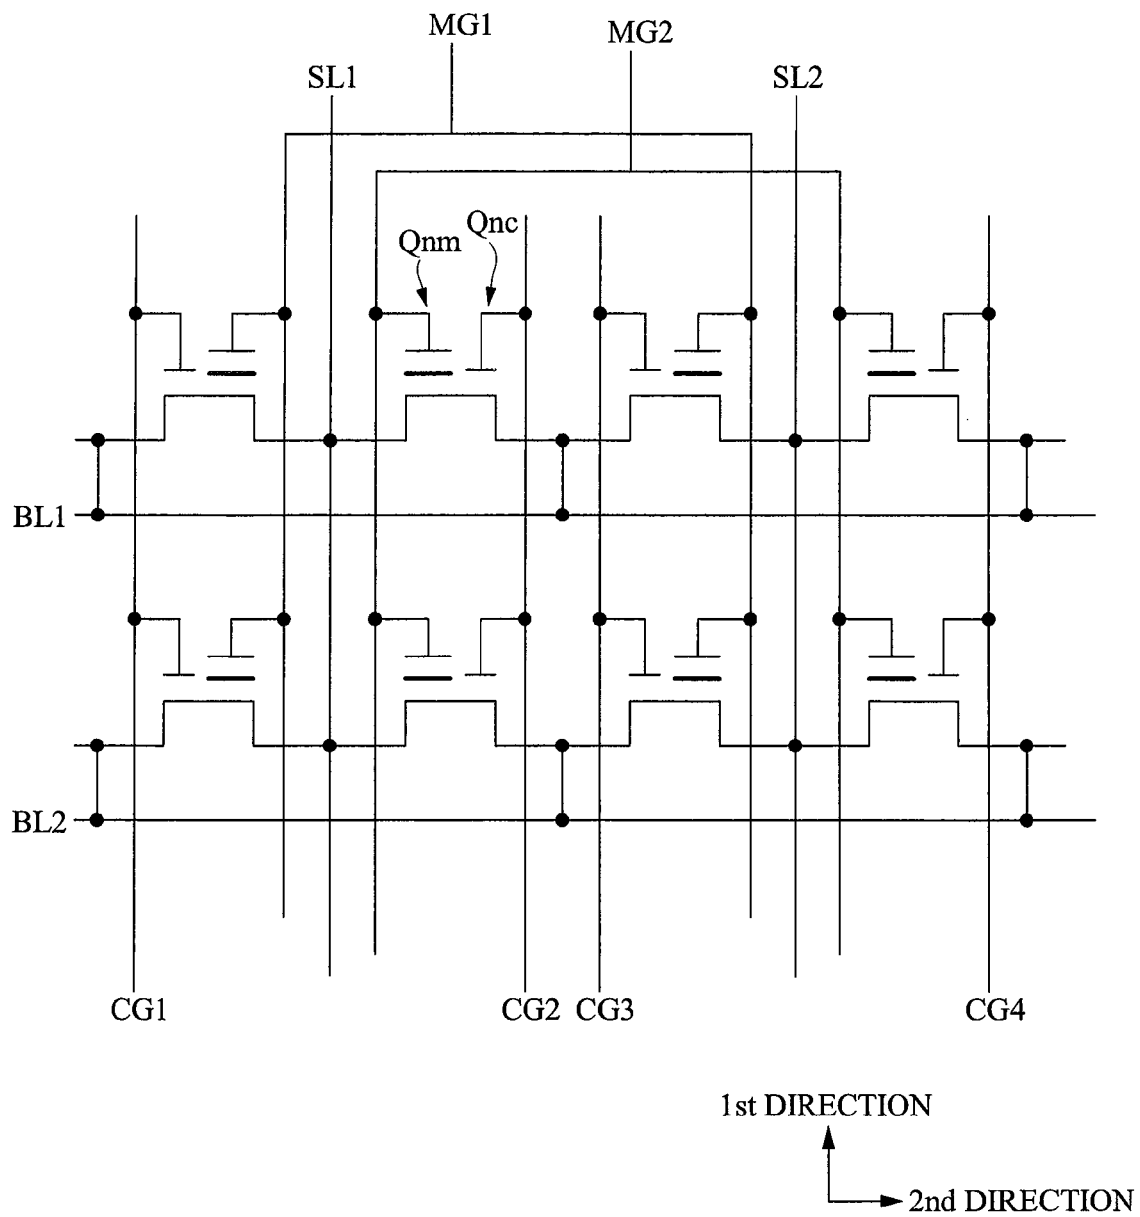 MG1
MG2
SL1
SL2
Qnm
Qnc
BL1
BL2
CG1
CG2
CG3
CG4
1st DIRECTION
2nd DIRECTION